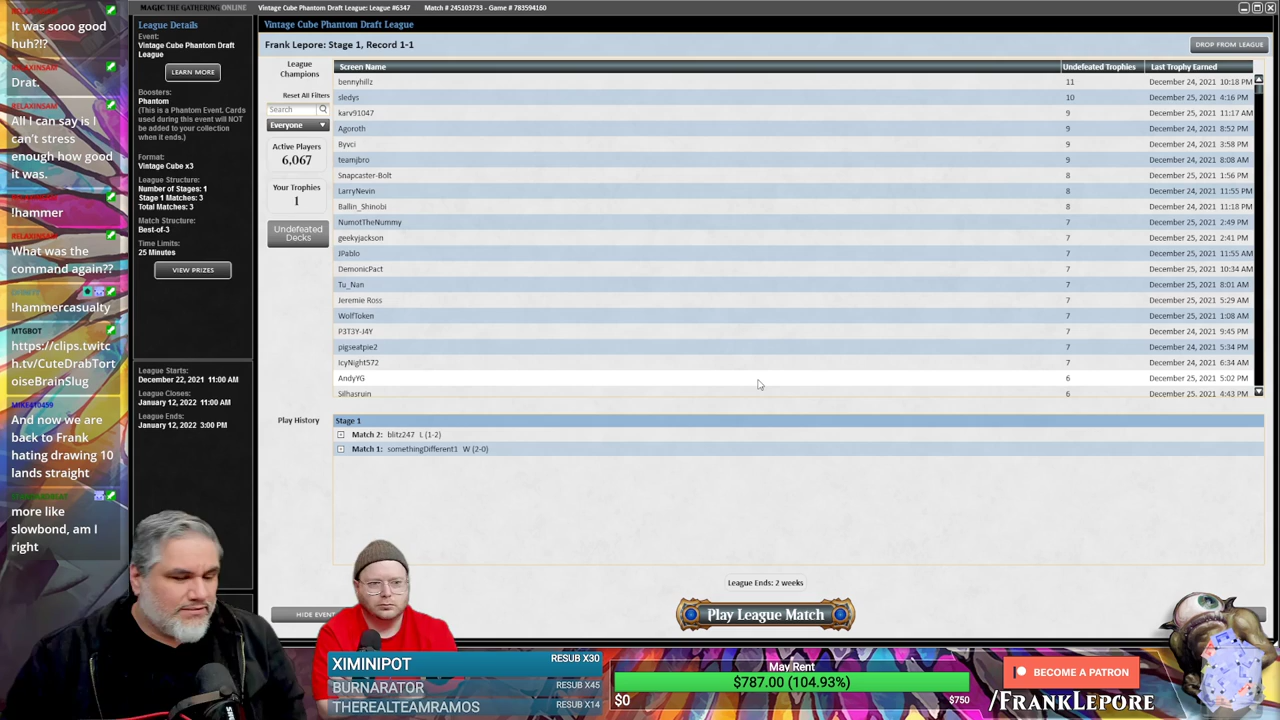 It was sooo good
huh?!?
RELAXINSAM
Drat.
RELAXINSAM
All I can say is I
can't stress
enough how good
it was.
!hammer
RELAXINSAM
What was the
command again??
!hammercasualty
MTGBOT
https://clips.twitc
h.tv/CuteDrabTort
oiseBrainSlug
MIKE410459
And now we are
back to Frank
hating drawing 10
lands straight
more like
slowbond, am I
right
MAGIC THE GATHERING ONLINE
Vintage Cube Phantom Draft League: League #6347
Match # 245103733 - Game # 783594160
League Details
Event:
Vintage Cube Phantom Draft
League
LEARN MORE
Boosters:
Phantom
(This is a Phantom Event. Cards
used during this event will NOT
be added to your collection
when it ends.)
Format:
Vintage Cube x3
League Structure:
Number of Stages: 1
Stage 1 Matches: 3
Total Matches: 3
Match Structure:
Best-of-3
Time Limits:
25 Minutes
VIEW PRIZES
League Starts:
December 22, 2021 11:00 AM
League Closes:
January 12, 2022 11:00 AM
League Ends:
January 12, 2022 3:00 PM
Vintage Cube Phantom Draft League
Frank Lepore: Stage 1, Record 1-1
DROP FROM LEAGUE
League
Champions
Reset All Filters
Search
Everyone
Active Players
6,067
Your Trophies
1
Undefeated
Decks
Screen Name Undefeated Trophies Last Trophy Earned
bennyhillz 11 December 24, 2021 10:18 PM
sledys 10 December 25, 2021 4:16 PM
karv91047 9 December 25, 2021 11:17 AM
Agoroth 9 December 24, 2021 8:52 PM
Byvci 9 December 24, 2021 3:58 PM
teamjbro 9 December 24, 2021 8:08 AM
Snapcaster-Bolt 8 December 25, 2021 1:56 PM
LarryNevin 8 December 24, 2021 11:55 PM
Ballin_Shinobi 8 December 24, 2021 11:18 PM
NumotTheNummy 7 December 25, 2021 2:49 PM
geekyjackson 7 December 25, 2021 2:41 PM
JPablo 7 December 25, 2021 11:55 AM
DemonicPact 7 December 25, 2021 10:34 AM
Tu_Nan 7 December 25, 2021 8:01 AM
Jeremie Ross 7 December 25, 2021 5:29 AM
WolfToken 7 December 25, 2021 1:08 AM
P3T3Y-J4Y 7 December 24, 2021 9:45 PM
pigseatpie2 7 December 24, 2021 5:34 PM
IcyNight572 7 December 24, 2021 6:34 AM
AndyYG 6 December 25, 2021 5:02 PM
Silhasruin 6 December 25, 2021 4:43 PM
Play History
Stage 1
Match 2: blitz247 L (1-2)
Match 1: somethingDifferent1 W (2-0)
League Ends: 2 weeks
HIDE EVENT
Play League Match
XIMINIPOT RESUB X30
BURNARATOR RESUB X45
THEREALTEAMRAMOS RESUB X14
May Rent
$787.00 (104.93%)
$0
$750
BECOME A PATRON
/FRANKLEPORE